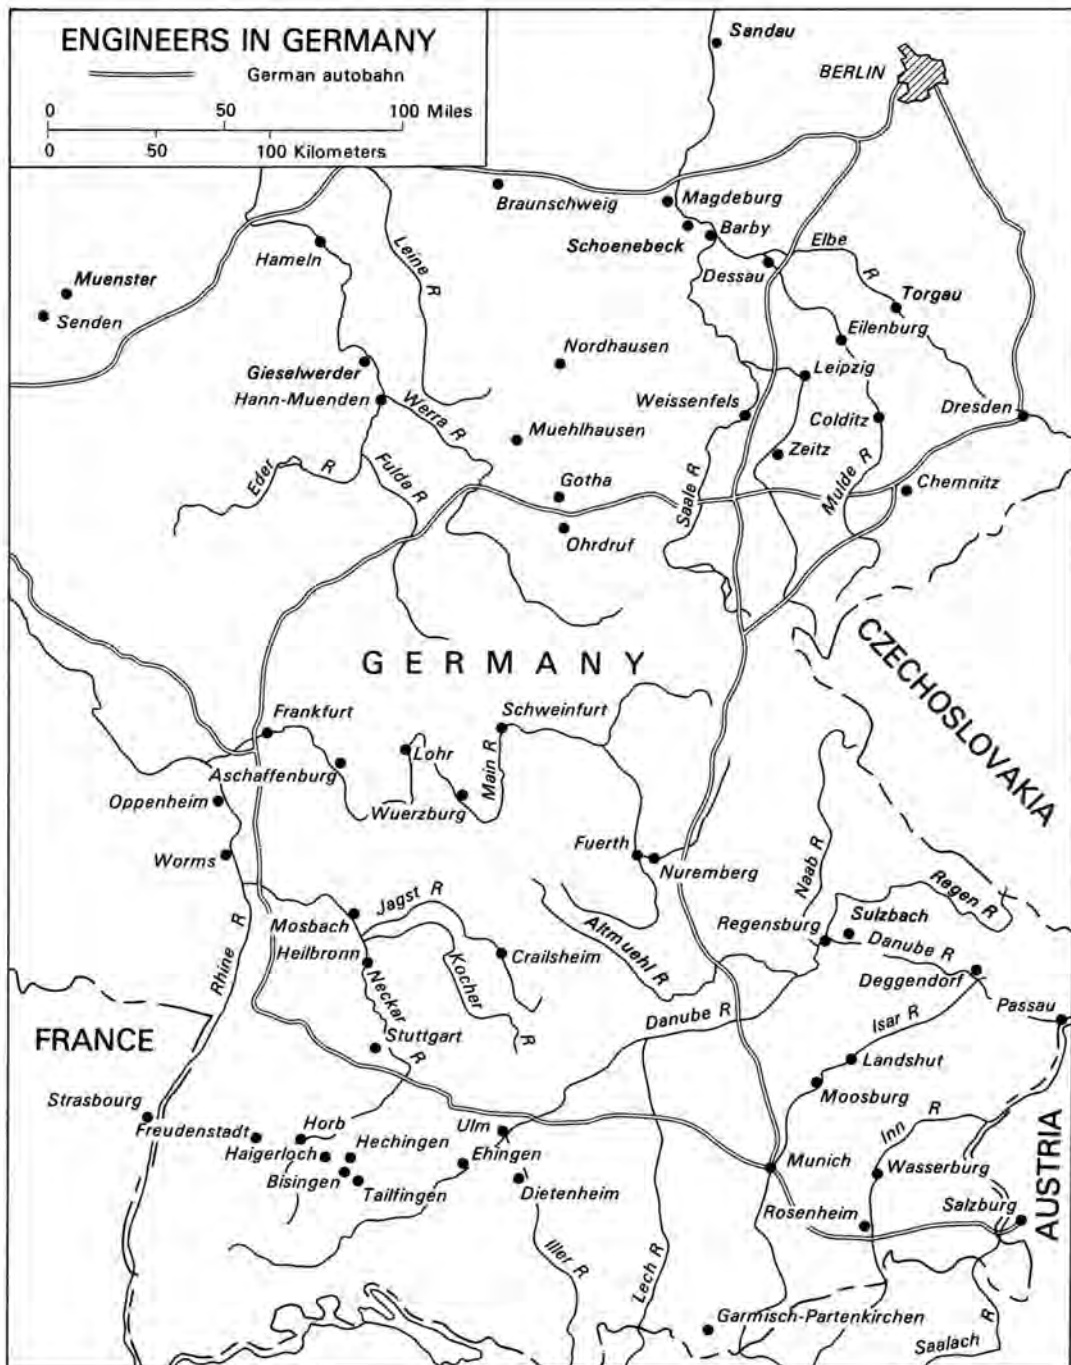 ENGINEERS IN GERMANY
German autobahn
0 50 100 Miles
0 50 100 Kilometers
Sandau
BERLIN
Braunschweig
Magdeburg
Schoenebeck
Barby
Hameln
Leine R
Dessau
Elbe R
Muenster
Senden
Torgau
Eilenburg
Nordhausen
Gieselwerder
Hann-Muenden
Werra R
Leipzig
Weissenfels
Colditz
Dresden
Muehlhausen
Zeitz
Eder R
Fulde R
Gotha
Saale R
Mulde R
Chemnitz
Ohrdruf
GERMANY
CZECHOSLOVAKIA
Frankfurt
Schweinfurt
Lohr
Main R
Aschaffenburg
Oppenheim
Wuerzburg
Worms
Fuerth
Nuremberg
Naab R
Jagst R
Regen R
Mosbach
Altmuehl R
Regensburg
Sulzbach
Heilbronn
Kocher R
Crailsheim
Danube R
Rhine R
Neckar R
Deggendorf
Passau
FRANCE
Danube R
Isar R
Stuttgart
Landshut
Moosburg
Strasbourg
Freudenstadt
Horb
Ulm
Inn R
Haigerloch
Hechingen
Ehingen
Munich
Wasserburg
Bisingen
Tailfingen
Dietenheim
Rosenheim
Salzburg
AUSTRIA
Iller R
Lech R
Garmisch-Partenkirchen
Saalach R